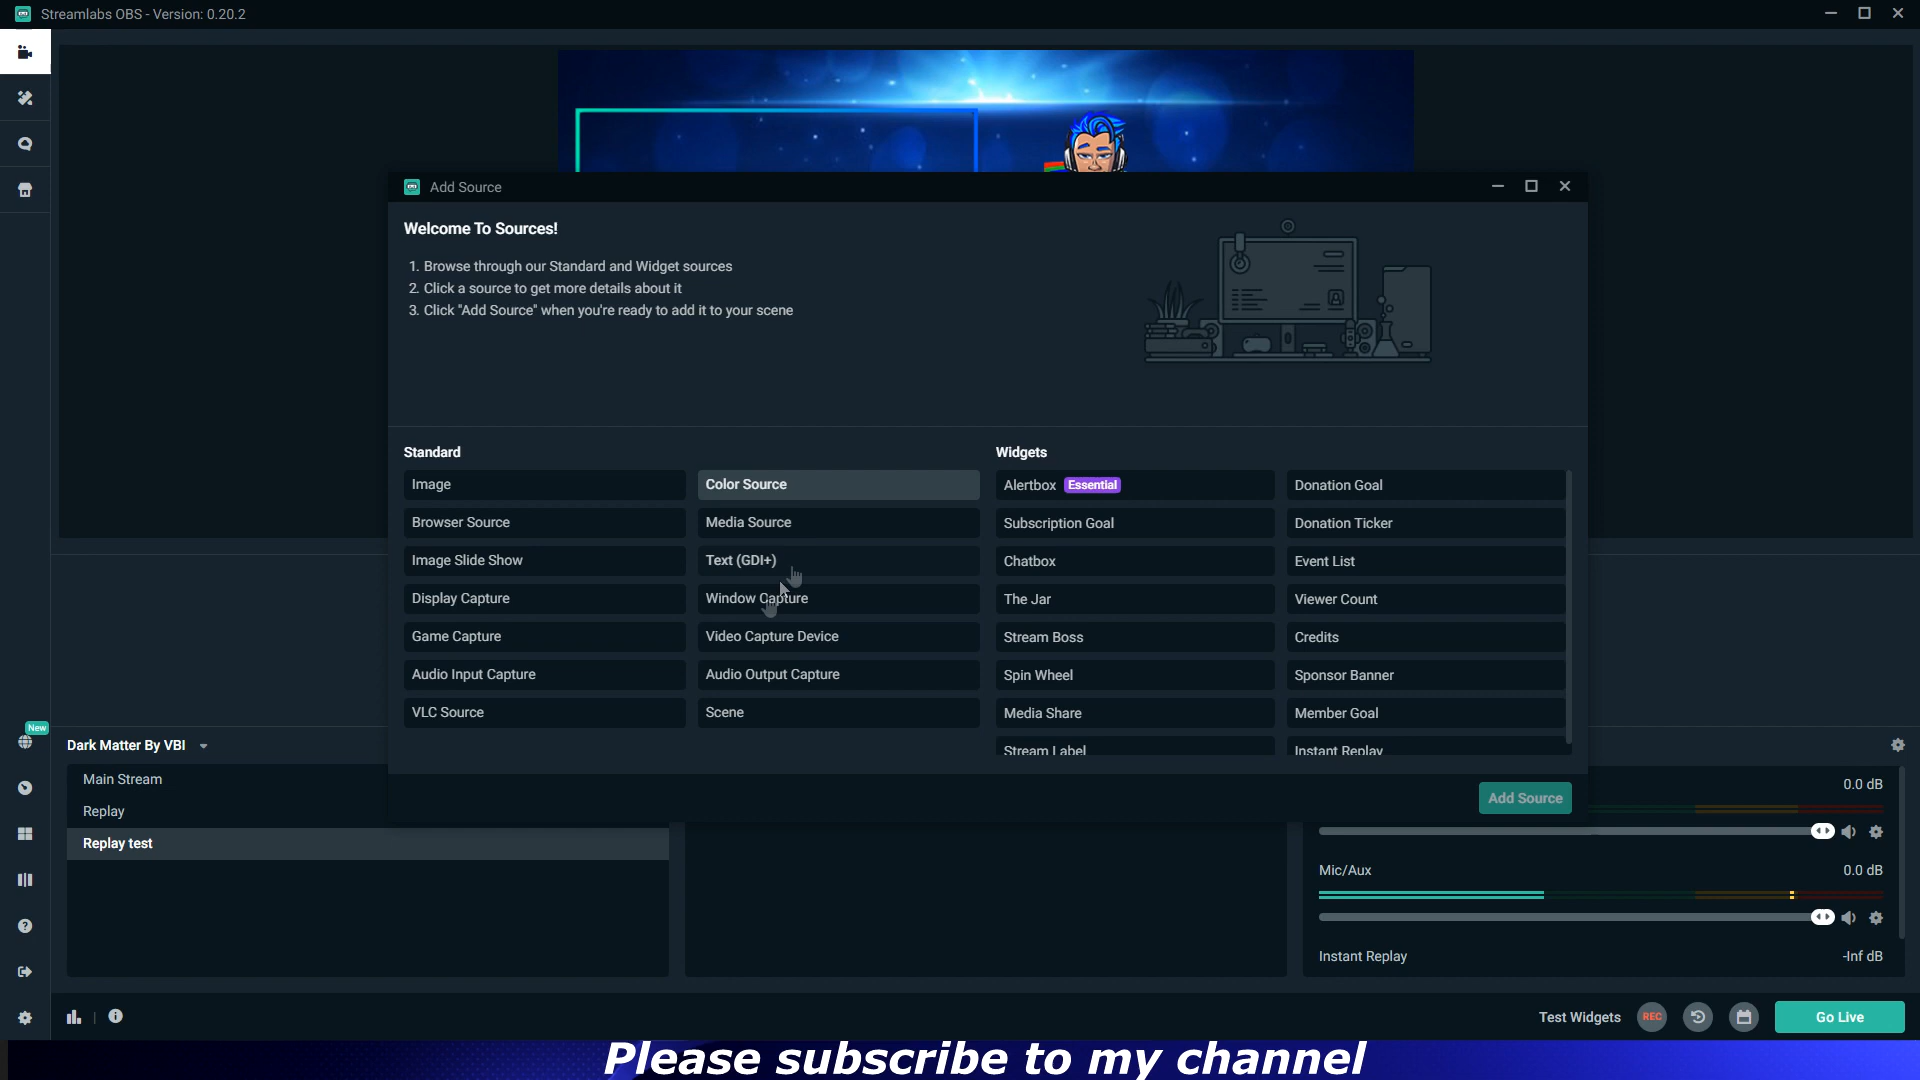 Streamlabs OBS - Version: 0.20.2
Add Source
Welcome To Sources!
1. Browse through our Standard and Widget sources
2. Click a source to get more details about it
3. Click "Add Source" when you're ready to add it to your scene
Standard
Image
Color Source
Browser Source
Media Source
Image Slide Show
Text (GDI+)
Display Capture
Window Capture
Game Capture
Video Capture Device
Audio Input Capture
Audio Output Capture
VLC Source
Scene
Widgets
Alertbox Essential
Donation Goal
Subscription Goal
Donation Ticker
Chatbox
Event List
The Jar
Viewer Count
Stream Boss
Credits
Spin Wheel
Sponsor Banner
Media Share
Member Goal
Stream Label
Instant Replay
Add Source
New
Dark Matter By VBI
Main Stream
Replay
Replay test
0.0 dB
Mic/Aux 0.0 dB
Instant Replay -Inf dB
Test Widgets
REC
Go Live
Please subscribe to my channel